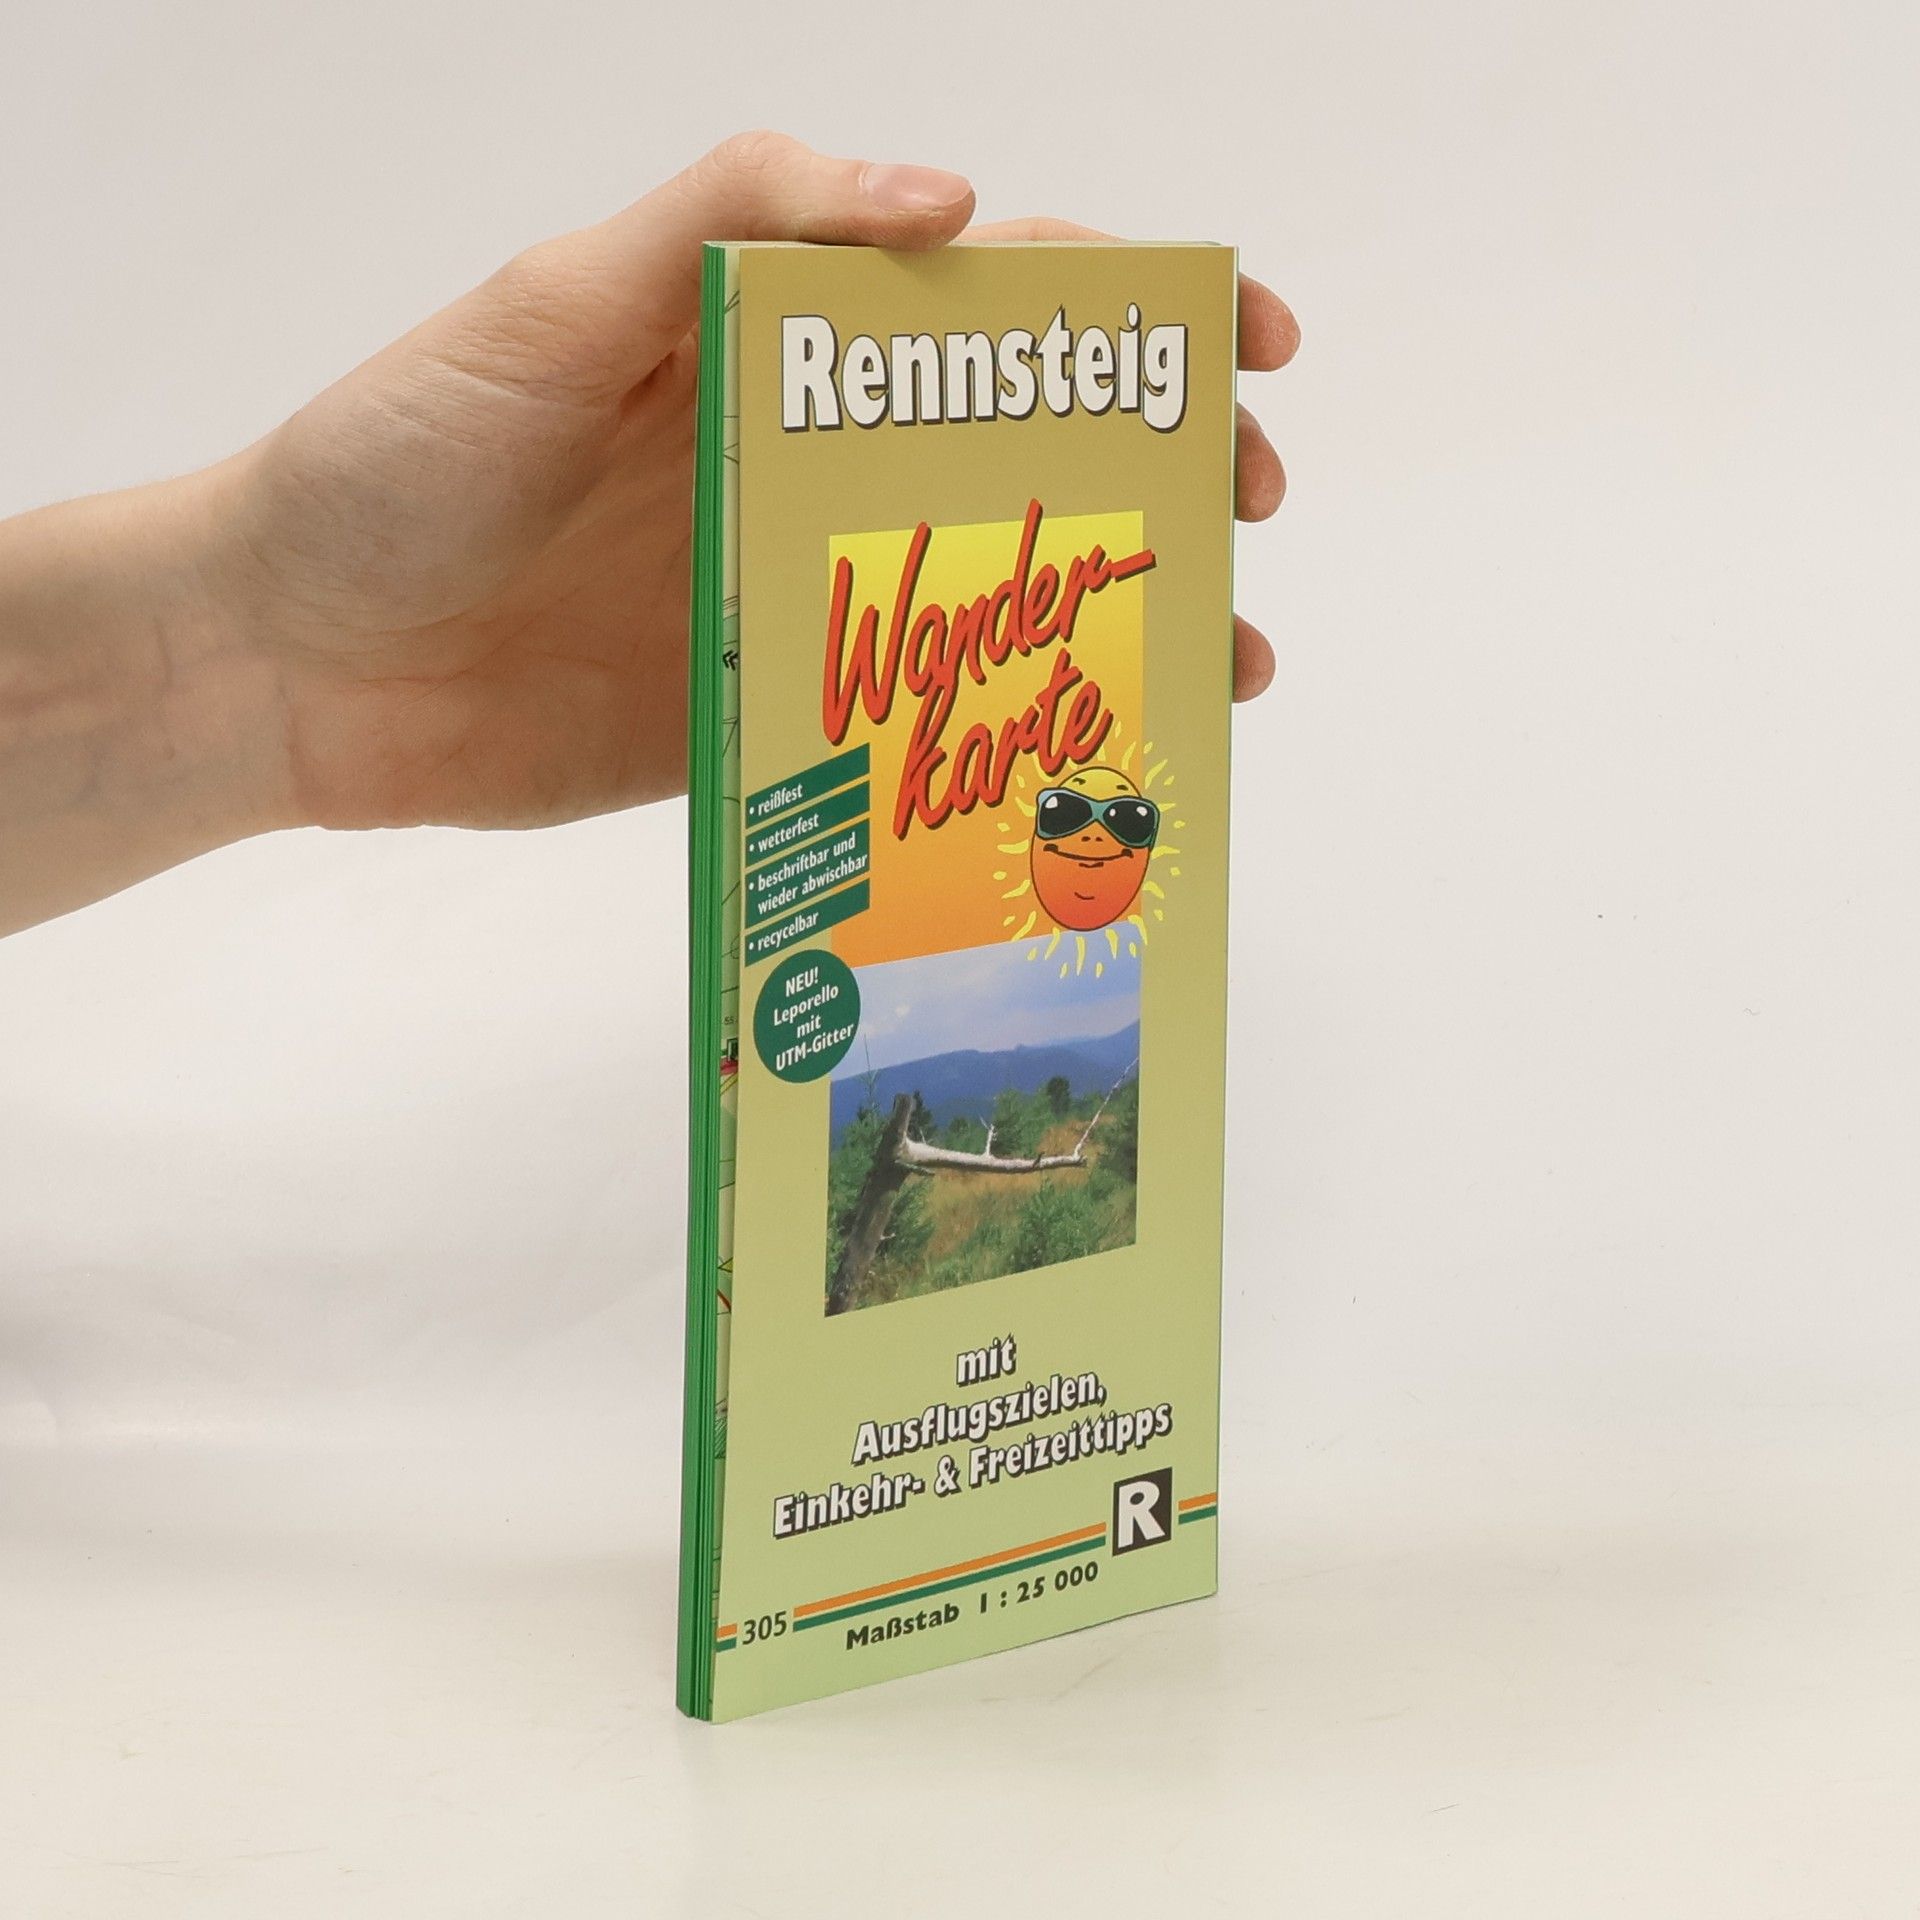 Rennsteig
Wander-
karte
• reißfest
• wetterfest
• beschriftbar und
wieder abwischbar
• recycelbar
NEU!
Leporello
mit
UTM-Gitter
mit
Ausflugszielen,
Einkehr- & Freizeittipps
R
305
Maßstab 1 : 25 000